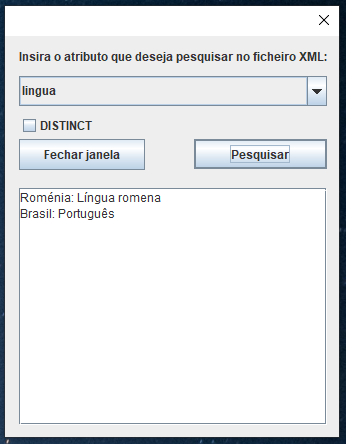 Insira o atributo que deseja pesquisar no ficheiro XML:
lingua
DISTINCT
Fechar janela
Pesquisar
Roménia: Língua romena
Brasil: Português